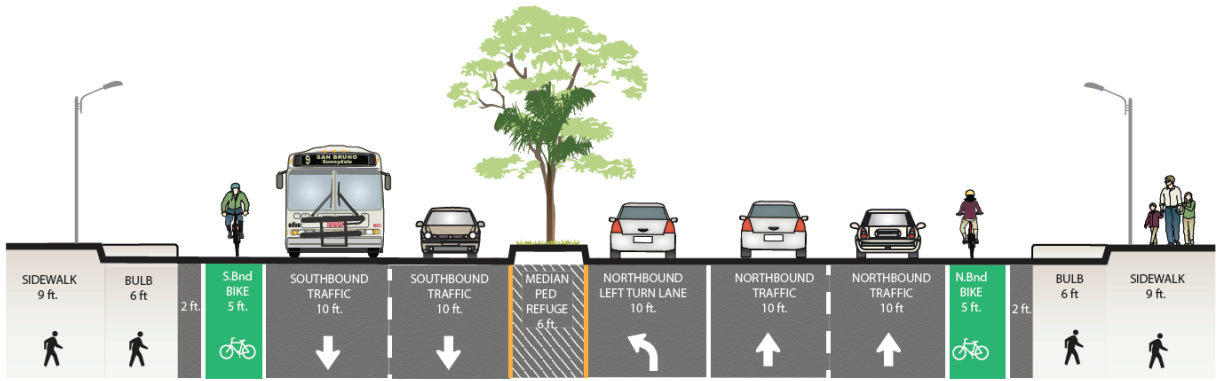 9 SAN BRUNO
Sunnydale
SIDEWALK
9 ft.
BULB
6 ft
2 ft.
S.Bnd
BIKE
5 ft.
SOUTHBOUND
TRAFFIC
10 ft.
SOUTHBOUND
TRAFFIC
10 ft.
MEDIAN
PED
REFUGE
6 ft.
NORTHBOUND
LEFT TURN LANE
10 ft.
NORTHBOUND
TRAFFIC
10 ft.
NORTHBOUND
TRAFFIC
10 ft
N.Bnd
BIKE
5 ft.
2 ft.
BULB
6 ft
SIDEWALK
9 ft.